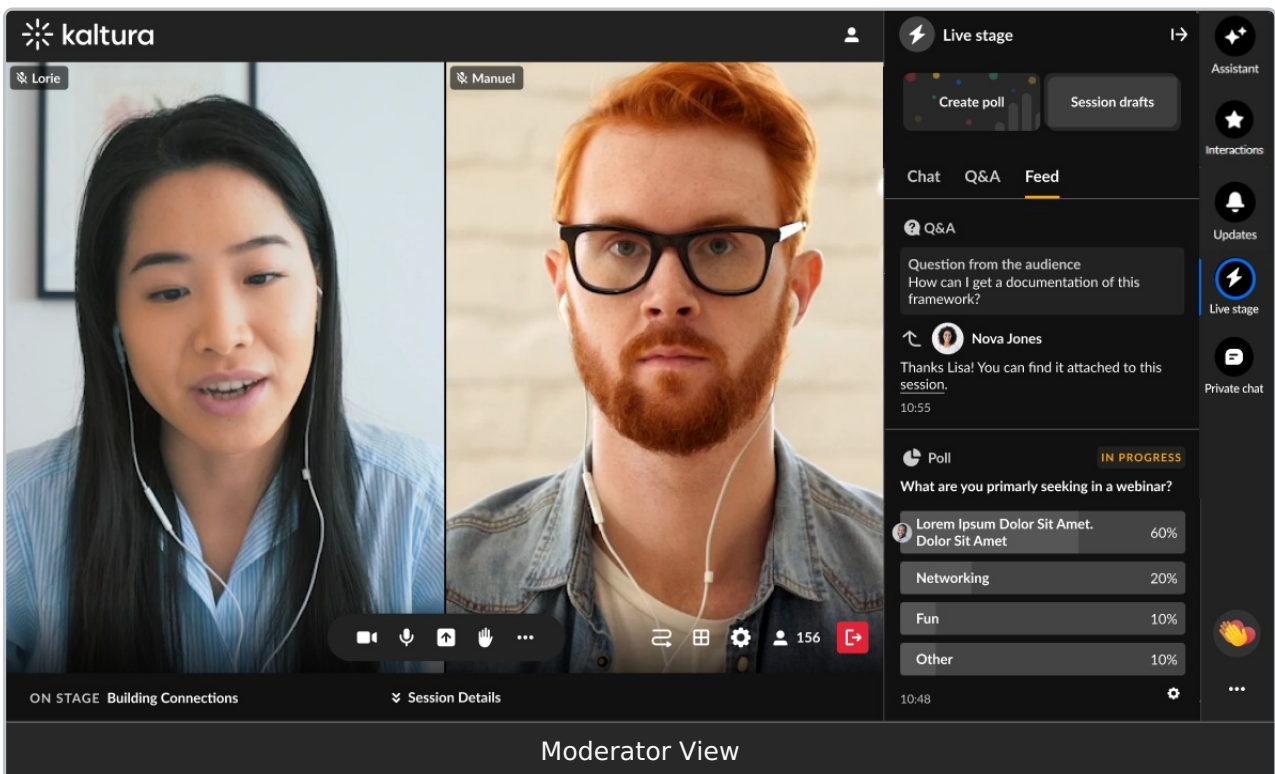 kaltura
Lorie
Manuel
Live stage
Create poll
Session drafts
Chat
Q&A
Feed
Q&A
Question from the audience
How can I get a documentation of this
framework?
Nova Jones
Thanks Lisa! You can find it attached to this
session.
10:55
Poll
IN PROGRESS
What are you primarly seeking in a webinar?
Lorem Ipsum Dolor Sit Amet.
Dolor Sit Amet
60%
Networking
20%
Fun
10%
Other
10%
10:48
Assistant
Interactions
Updates
Live stage
Private chat
156
ON STAGE Building Connections
Session Details
Moderator View